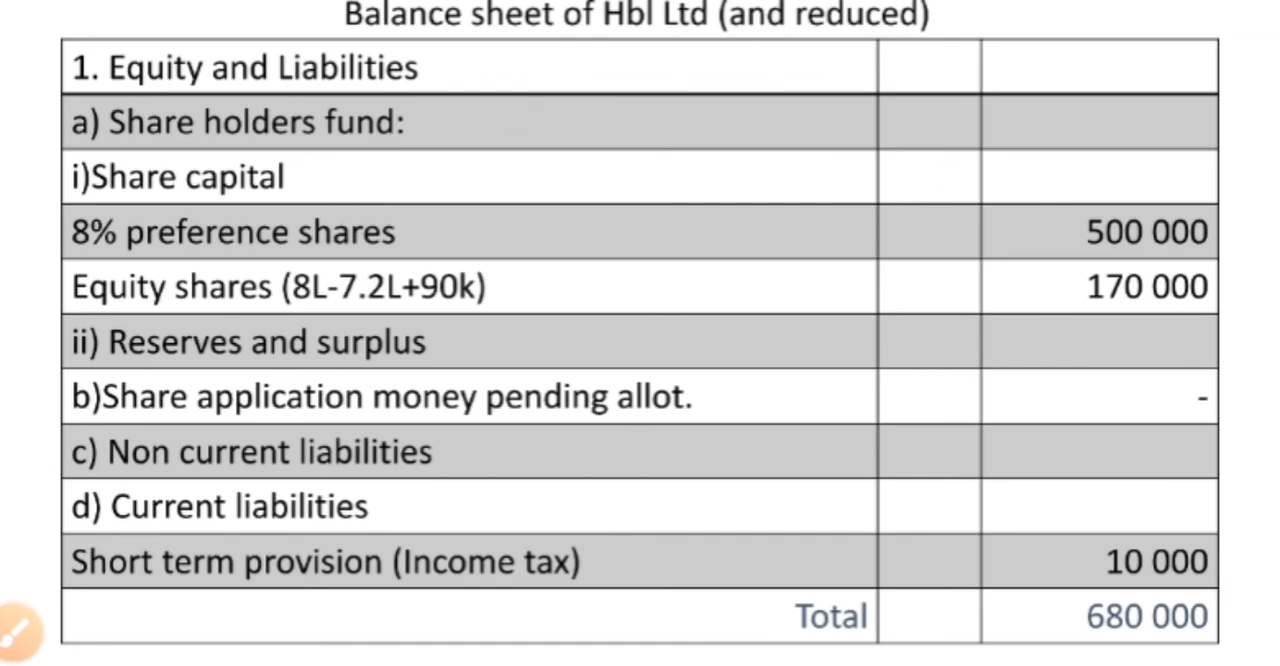 Balance sheet of Hbl Ltd (and reduced)
1. Equity and Liabilities
a) Share holders fund:
i)Share capital
8% preference shares 500 000
Equity shares (8L-7.2L+90k) 170 000
ii) Reserves and surplus
b)Share application money pending allot. -
c) Non current liabilities
d) Current liabilities
Short term provision (Income tax) 10 000
Total 680 000